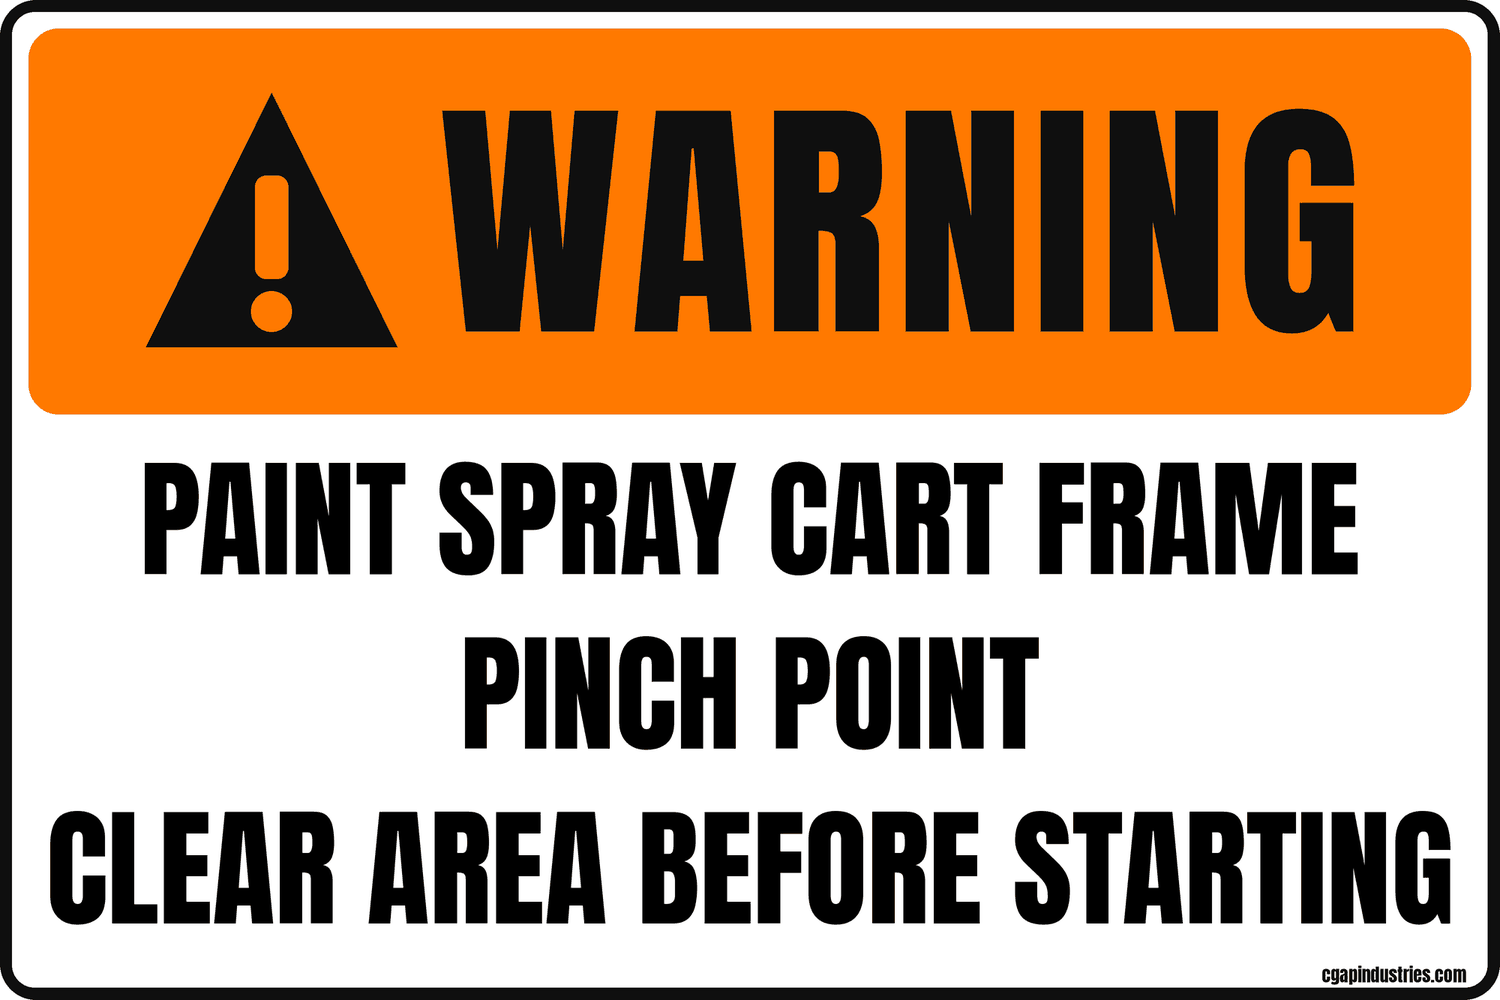 WARNING
PAINT SPRAY CART FRAME
PINCH POINT
CLEAR AREA BEFORE STARTING
cgapindustries.com